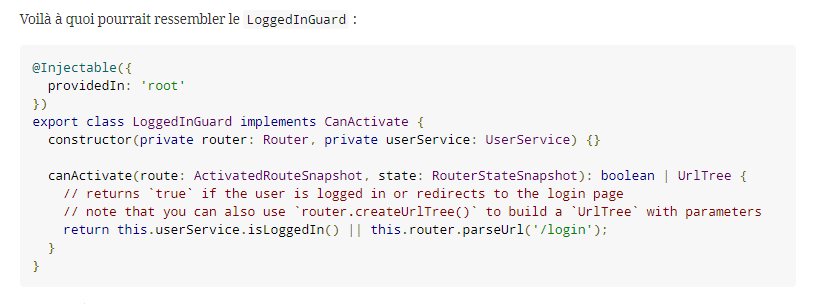 Voilà à quoi pourrait ressembler le LoggedInGuard :
@Injectable({
  providedIn: 'root'
})
export class LoggedInGuard implements CanActivate {
  constructor(private router: Router, private userService: UserService) {}

  canActivate(route: ActivatedRouteSnapshot, state: RouterStateSnapshot): boolean | UrlTree {
    // returns `true` if the user is logged in or redirects to the login page
    // note that you can also use `router.createUrlTree()` to build a `UrlTree` with parameters
    return this.userService.isLoggedIn() || this.router.parseUrl('/login');
  }
}